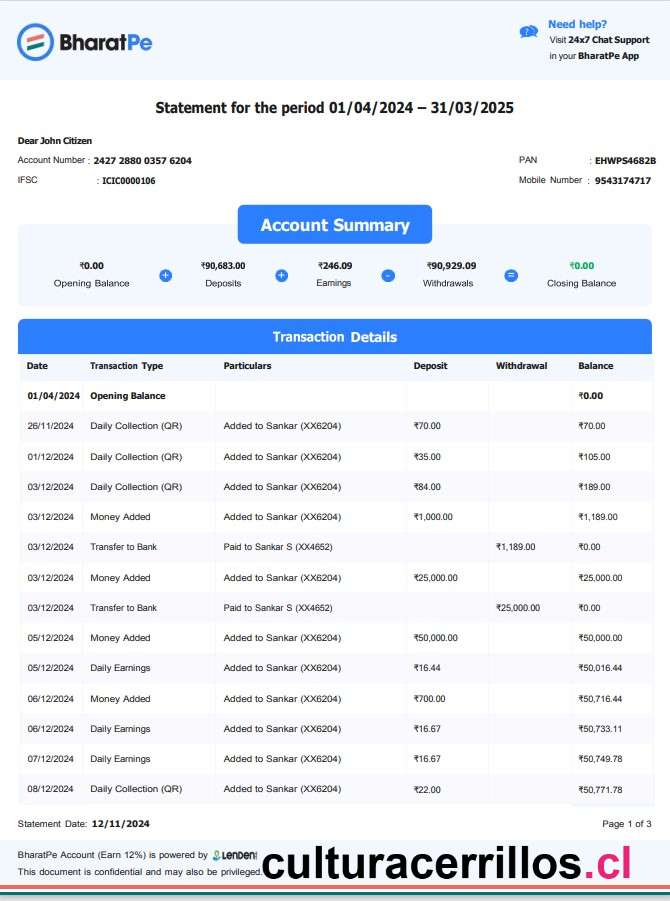 BharatPe
Need help?
Visit 24x7 Chat Support
in your BharatPe App
Statement for the period 01/04/2024 – 31/03/2025
Dear John Citizen
Account Number : 2427 2880 0357 6204
PAN : EHWPS4682B
IFSC : ICIC0000106
Mobile Number : 9543174717
Account Summary
₹0.00 + ₹90,683.00 + ₹246.09 - ₹90,929.09 = ₹0.00
Opening Balance Deposits Earnings Withdrawals Closing Balance
Transaction Details
Date Transaction Type Particulars Deposit Withdrawal Balance
01/04/2024 Opening Balance ₹0.00
26/11/2024 Daily Collection (QR) Added to Sankar (XX6204) ₹70.00 ₹70.00
01/12/2024 Daily Collection (QR) Added to Sankar (XX6204) ₹35.00 ₹105.00
03/12/2024 Daily Collection (QR) Added to Sankar (XX6204) ₹84.00 ₹189.00
03/12/2024 Money Added Added to Sankar (XX6204) ₹1,000.00 ₹1,189.00
03/12/2024 Transfer to Bank Paid to Sankar S (XX4652) ₹1,189.00 ₹0.00
03/12/2024 Money Added Added to Sankar (XX6204) ₹25,000.00 ₹25,000.00
03/12/2024 Transfer to Bank Paid to Sankar S (XX4652) ₹25,000.00 ₹0.00
05/12/2024 Money Added Added to Sankar (XX6204) ₹50,000.00 ₹50,000.00
05/12/2024 Daily Earnings Added to Sankar (XX6204) ₹16.44 ₹50,016.44
06/12/2024 Money Added Added to Sankar (XX6204) ₹700.00 ₹50,716.44
06/12/2024 Daily Earnings Added to Sankar (XX6204) ₹16.67 ₹50,733.11
07/12/2024 Daily Earnings Added to Sankar (XX6204) ₹16.67 ₹50,749.78
08/12/2024 Daily Collection (QR) Added to Sankar (XX6204) ₹22.00 ₹50,771.78
Statement Date: 12/11/2024
Page 1 of 3
BharatPe Account (Earn 12%) is powered by LENDEN
This document is confidential and may also be privileged.
culturacerrillos.cl